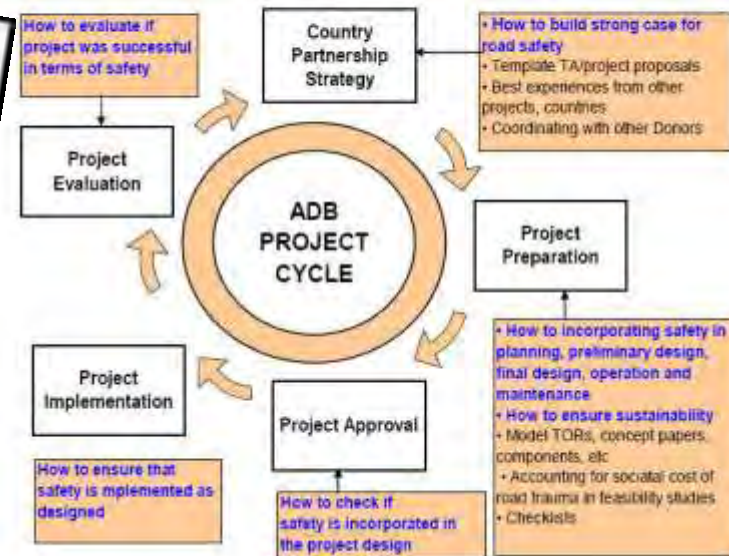 How to evaluate if
project was successful
in terms of safety
Country
Partnership
Strategy
• How to build strong case for
road safety
• Template TA/project proposals
• Best experiences from other
projects, countries
• Coordinating with other Donors
Project
Evaluation
ADB
PROJECT
CYCLE
Project
Preparation
• How to incorporating safety in
planning, preliminary design,
final design, operation and
maintenance
• How to ensure sustainability
• Model TORs, concept papers,
components, etc
• Accounting for sociatal cost of
road trauma in feasibility studies
• Checklists
Project
Implementation
Project Approval
How to ensure that
safety is mplemented as
designed
How to check if
safety is incorporated in
the project design